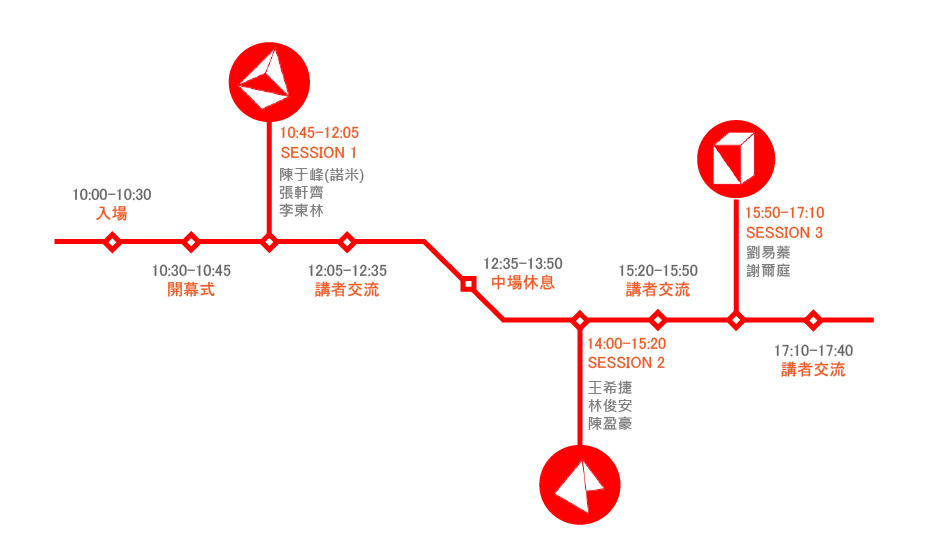 10:00-10:30
入場
10:30-10:45
開幕式
10:45-12:05
SESSION 1
陳于峰(諾米)
張軒齊
李東林
12:05-12:35
講者交流
12:35-13:50
中場休息
14:00-15:20
SESSION 2
王希捷
林俊安
陳盈豪
15:20-15:50
講者交流
15:50-17:10
SESSION 3
劉易蓁
謝爾庭
17:10-17:40
講者交流